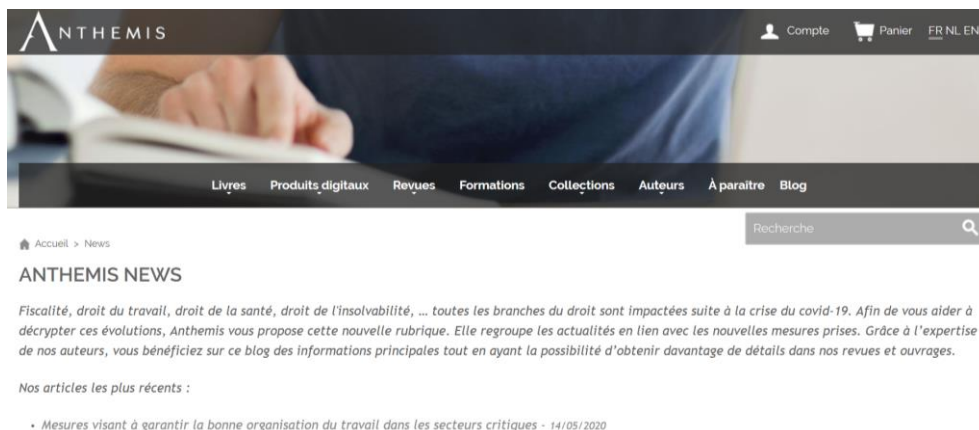 ANTHEMIS
Compte Panier FR NL EN
Livres Produits digitaux Revues Formations Collections Auteurs À paraître Blog
Recherche
Accueil > News
ANTHEMIS NEWS
Fiscalité, droit du travail, droit de la santé, droit de l'insolvabilité, … toutes les branches du droit sont impactées suite à la crise du covid-19. Afin de vous aider à
décrypter ces évolutions, Anthemis vous propose cette nouvelle rubrique. Elle regroupe les actualités en lien avec les nouvelles mesures prises. Grâce à l’expertise
de nos auteurs, vous bénéficiez sur ce blog des informations principales tout en ayant la possibilité d’obtenir davantage de détails dans nos revues et ouvrages.
Nos articles les plus récents :
• Mesures visant à garantir la bonne organisation du travail dans les secteurs critiques - 14/05/2020